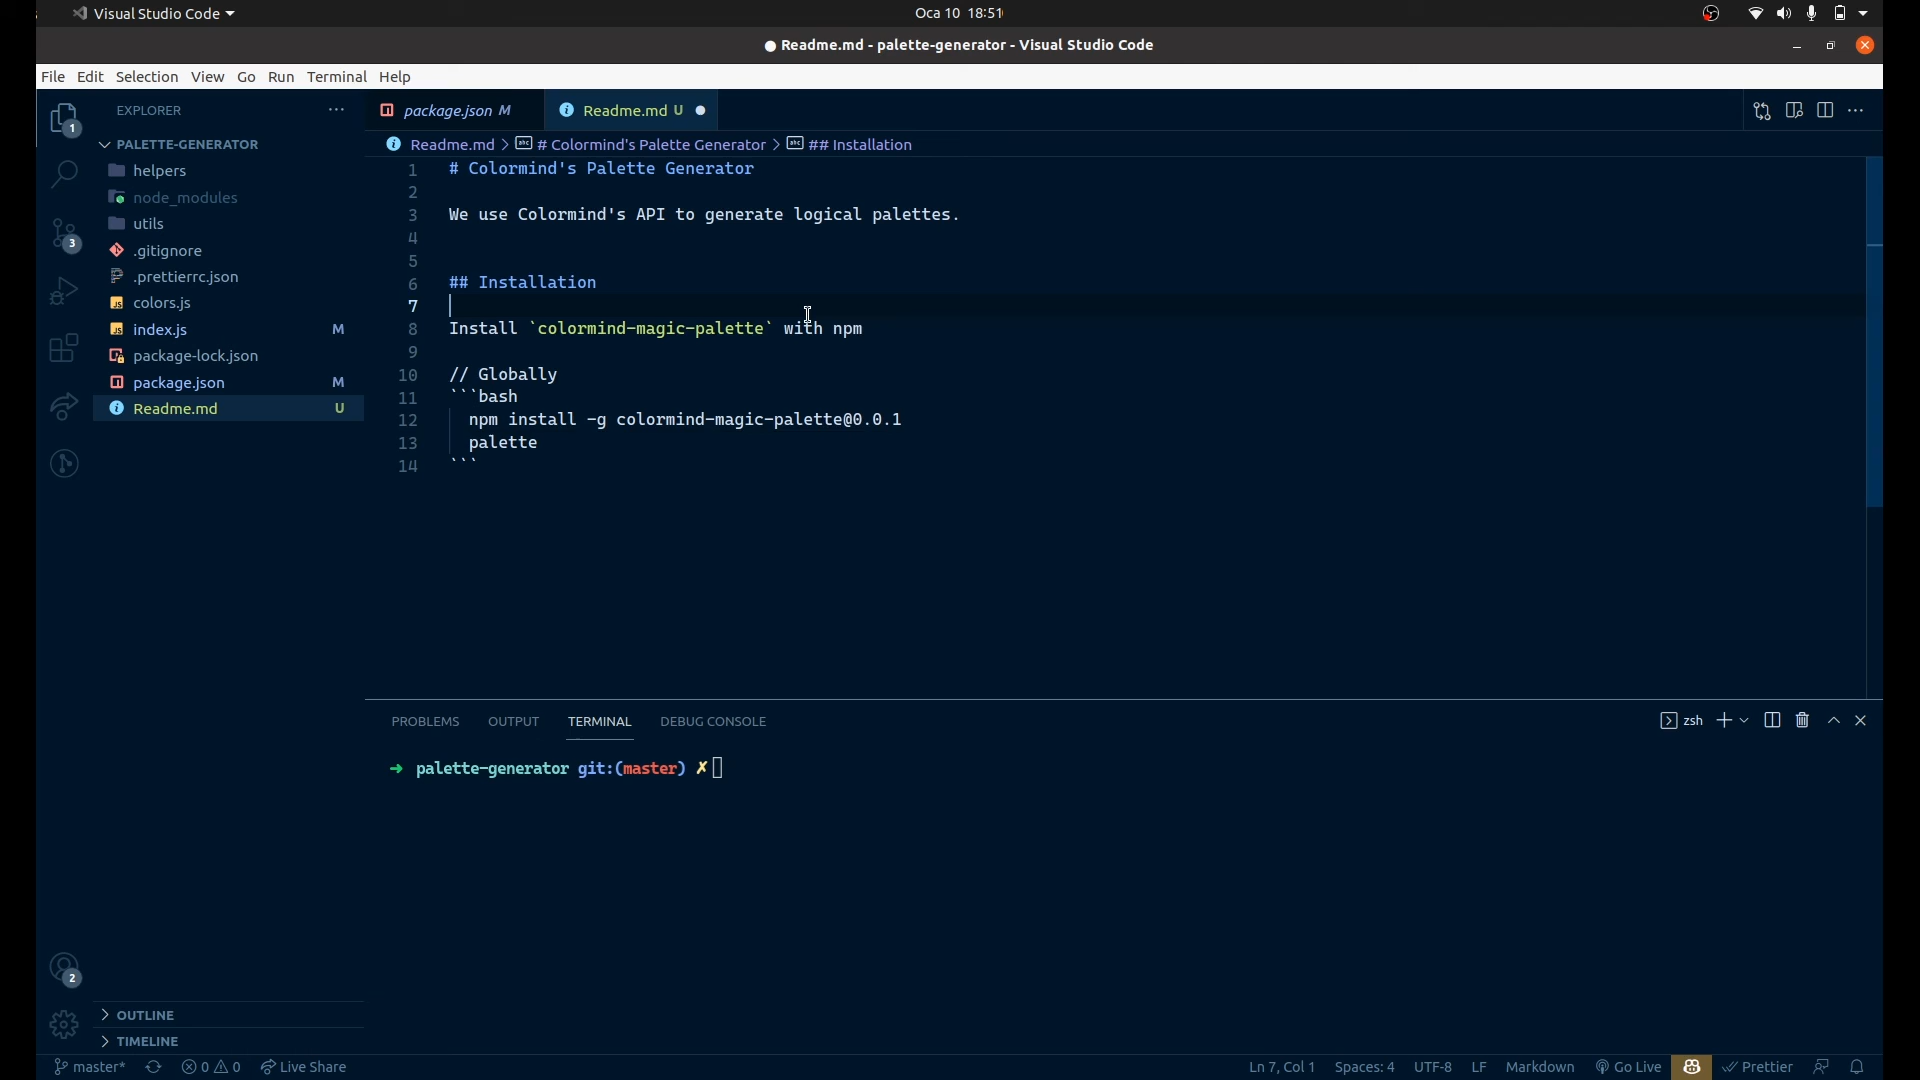 Visual Studio Code
Oca 10 18:51
Readme.md - palette-generator - Visual Studio Code
File Edit Selection View Go Run Terminal Help
EXPLORER
1
package.json M
Readme.md U
PALETTE-GENERATOR
Readme.md > # Colormind's Palette Generator > ## Installation
helpers
node_modules
utils
3
.gitignore
.prettierrc.json
colors.js
index.js M
package-lock.json
package.json M
Readme.md U
1 # Colormind's Palette Generator
2
3 We use Colormind's API to generate logical palettes.
4
5
6 ## Installation
7
8 Install `colormind-magic-palette` with npm
9
10 // Globally
11 ```bash
12 npm install -g colormind-magic-palette@0.0.1
13 palette
14 ```
PROBLEMS OUTPUT TERMINAL DEBUG CONSOLE
zsh
➜ palette-generator git:(master) ✗
2
OUTLINE
TIMELINE
master* 0 0 Live Share
Ln 7, Col 1 Spaces: 4 UTF-8 LF Markdown Go Live Prettier